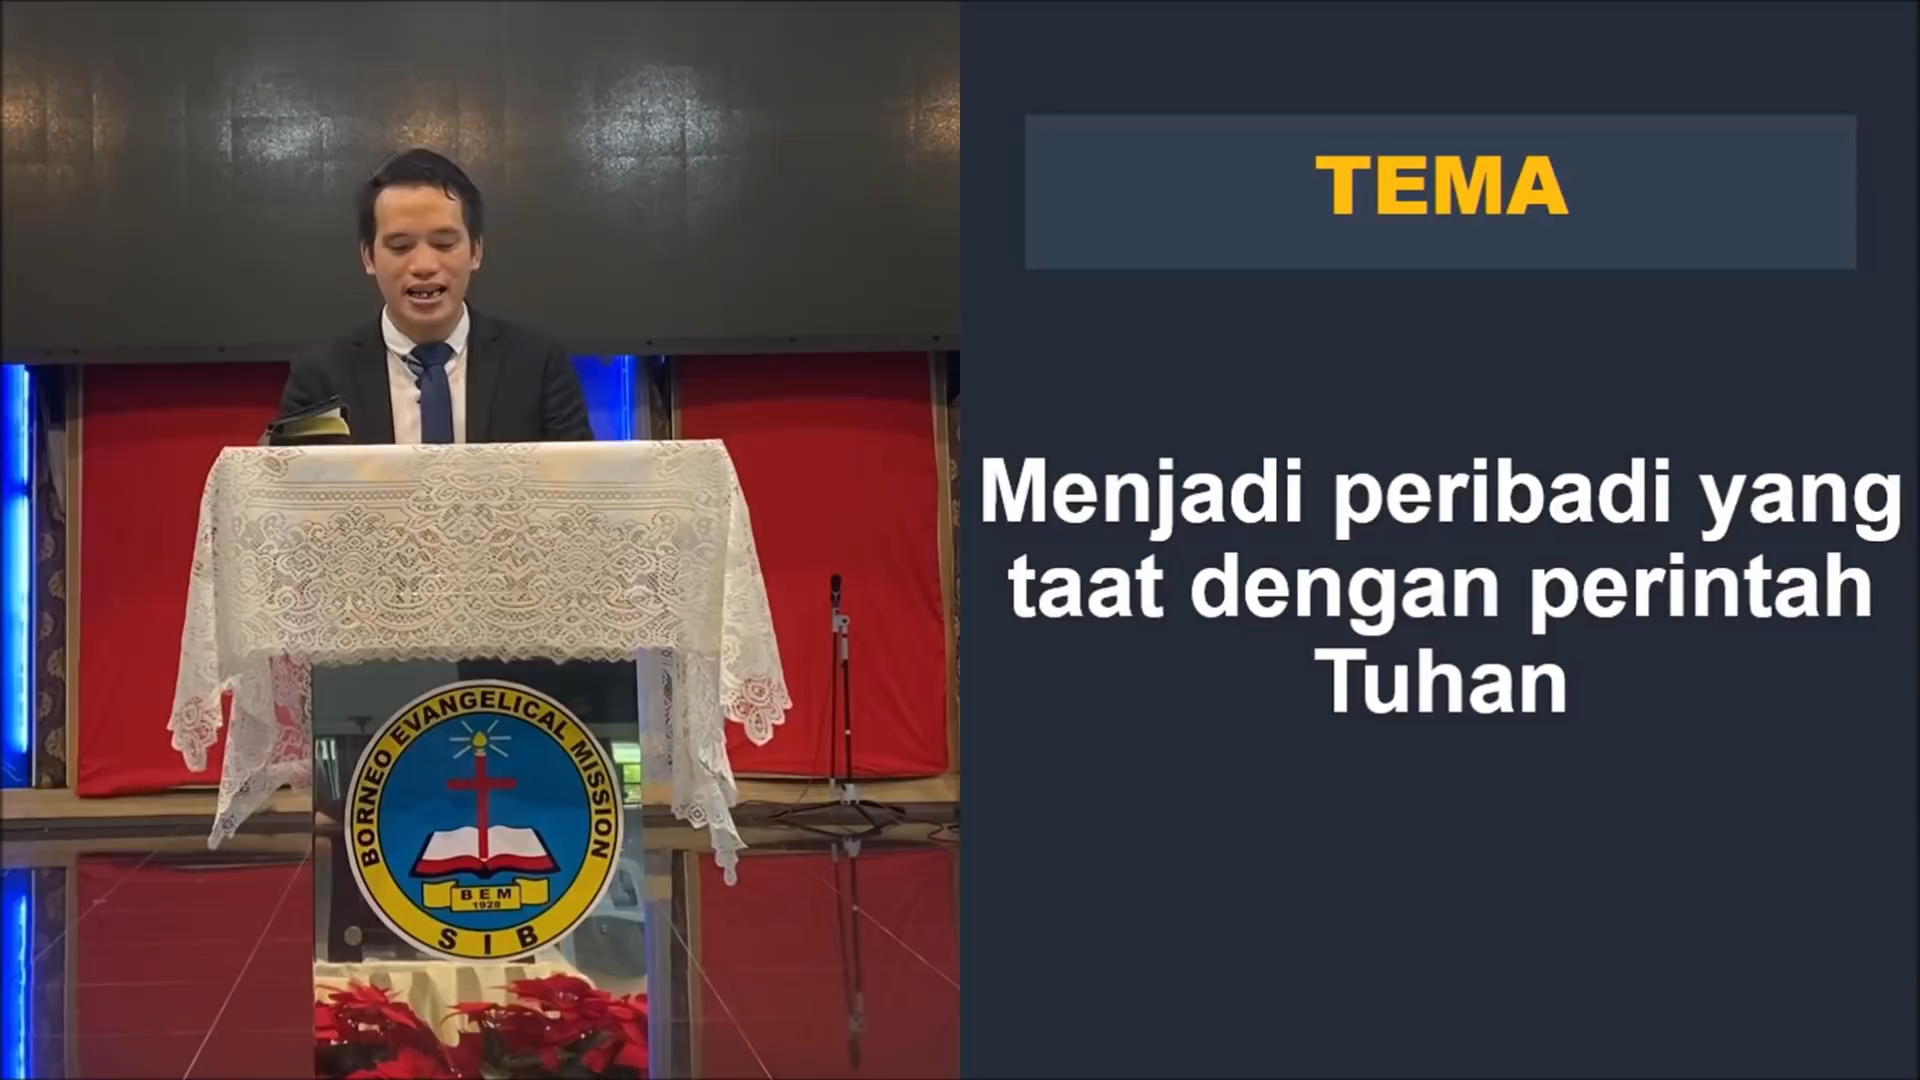 TEMA
Menjadi peribadi yang
taat dengan perintah
Tuhan
BORNEO EVANGELICAL MISSION
BEM
1928
SIB